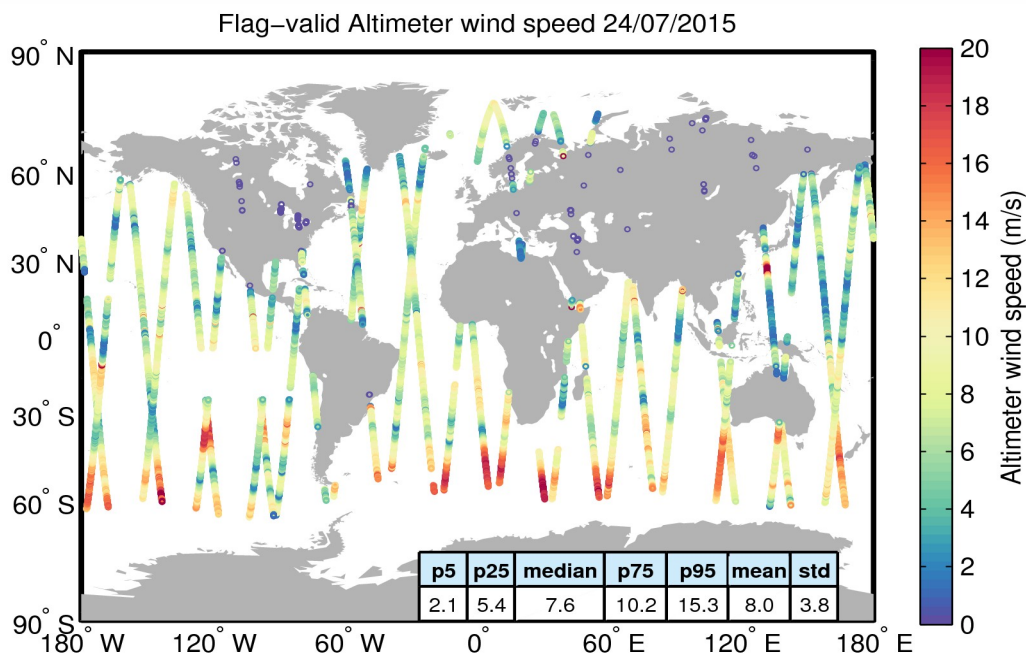 Flag−valid Altimeter wind speed 24/07/2015
90° N
60° N
30° N
0°
30° S
60° S
90° S
180° W
120° W
60° W
0°
60° E
120° E
180° E
p5 p25 median p75 p95 mean std
2.1 5.4 7.6 10.2 15.3 8.0 3.8
20
18
16
14
12
10
8
6
4
2
0
Altimeter wind speed (m/s)